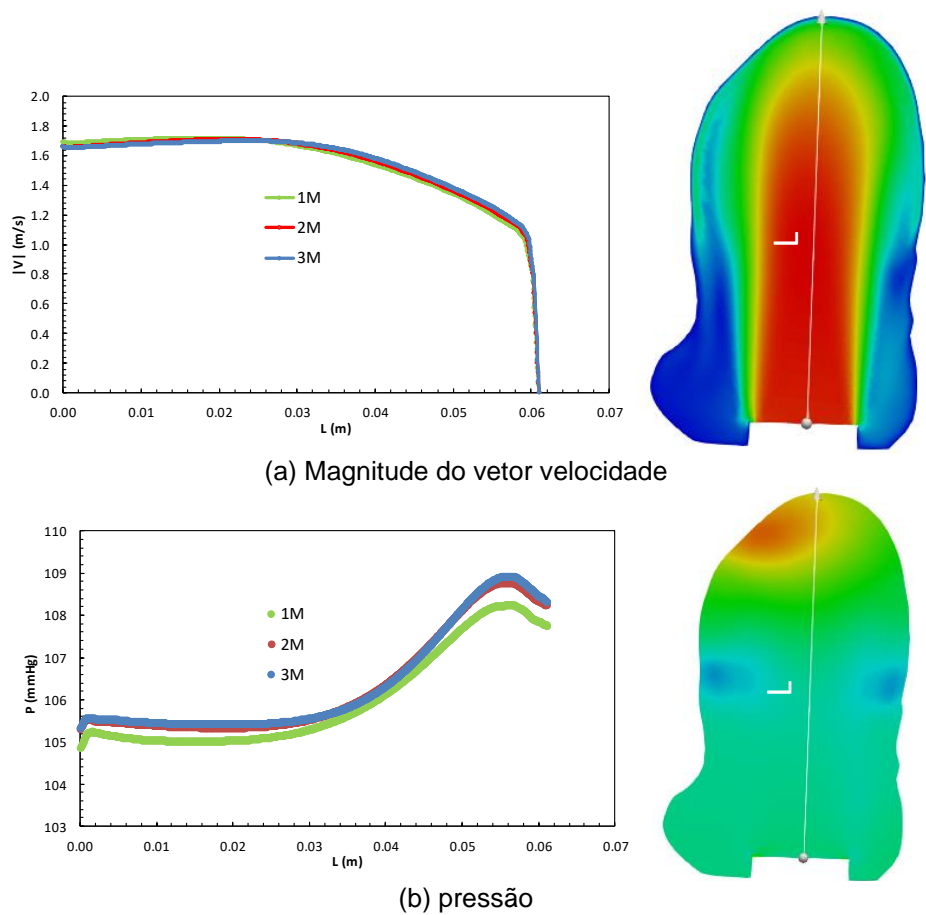 2.0
1.8
1.6
1.4
1.2
1.0
0.8
0.6
0.4
0.2
0.0
|V| (m/s)
1M
2M
3M
0.00 0.01 0.02 0.03 0.04 0.05 0.06 0.07
L (m)
L
(a) Magnitude do vetor velocidade
110
109
108
107
106
105
104
103
P (mmHg)
1M
2M
3M
0.00 0.01 0.02 0.03 0.04 0.05 0.06 0.07
L (m)
L
(b) pressão